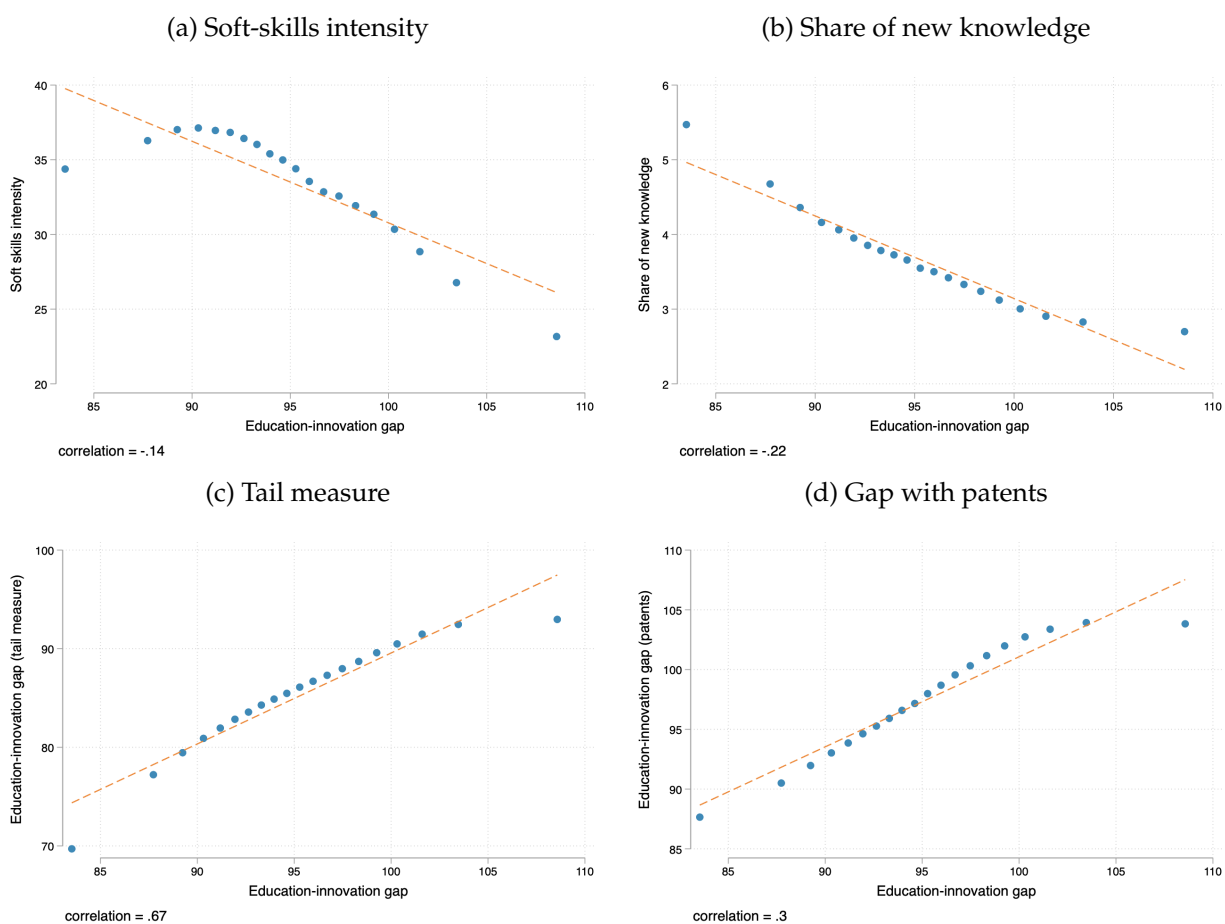 (a) Soft-skills intensity
40
35
30
25
20
Soft skills intensity
85 90 95 100 105 110
Education-innovation gap
correlation = -.14
(b) Share of new knowledge
6
5
4
3
2
Share of new knowledge
85 90 95 100 105 110
Education-innovation gap
correlation = -.22
(c) Tail measure
100
90
80
70
Education-innovation gap (tail measure)
85 90 95 100 105 110
Education-innovation gap
correlation = .67
(d) Gap with patents
110
105
100
95
90
85
Education-innovation gap (patents)
85 90 95 100 105 110
Education-innovation gap
correlation = .3